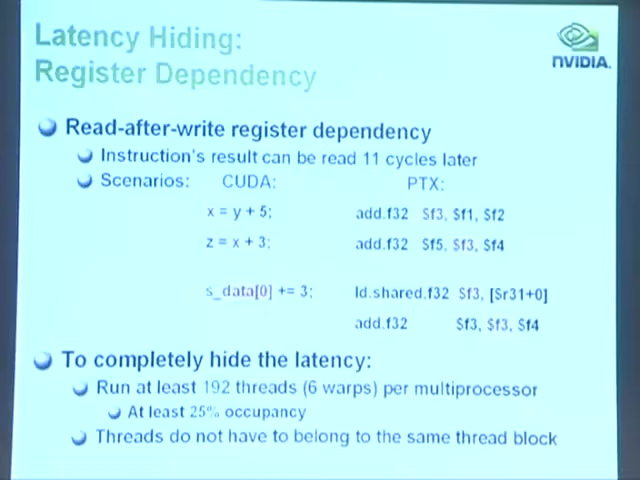 Latency Hiding:
Register Dependency
nVIDIA.
Read-after-write register dependency
Instruction's result can be read 11 cycles later
Scenarios: CUDA: PTX:
x = y + 5; add.f32 $f3, $f1, $f2
z = x + 3; add.f32 $f5, $f3, $f4
s_data[0] += 3; ld.shared.f32 $f3, [$r31+0]
add.f32 $f3, $f3, $f4
To completely hide the latency:
Run at least 192 threads (6 warps) per multiprocessor
At least 25% occupancy
Threads do not have to belong to the same thread block